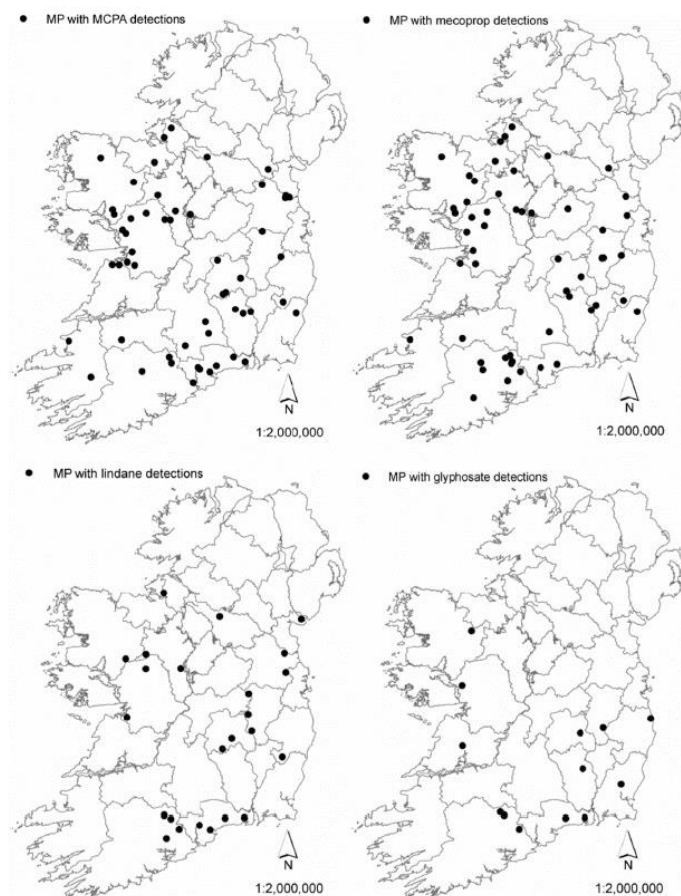 MP with MCPA detections
MP with mecoprop detections
N
1:2,000,000
N
1:2,000,000
MP with lindane detections
MP with glyphosate detections
N
1:2,000,000
N
1:2,000,000